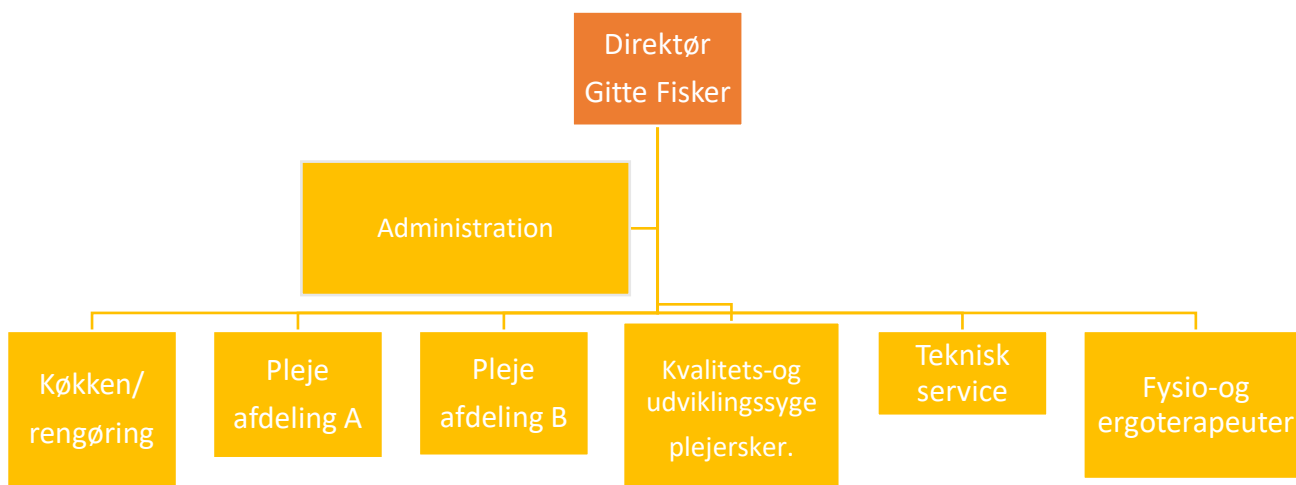 Direktør
Gitte Fisker
Administration
Køkken/
rengøring
Pleje
afdeling A
Pleje
afdeling B
Kvalitets-og
udviklingssyge
plejersker.
Teknisk
service
Fysio-og
ergoterapeuter